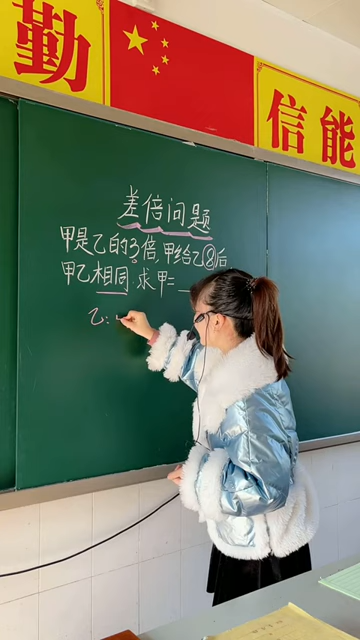 勤
信能
差倍问题
甲是乙的3倍,甲给乙⑧后
甲乙相同.求甲=
乙: